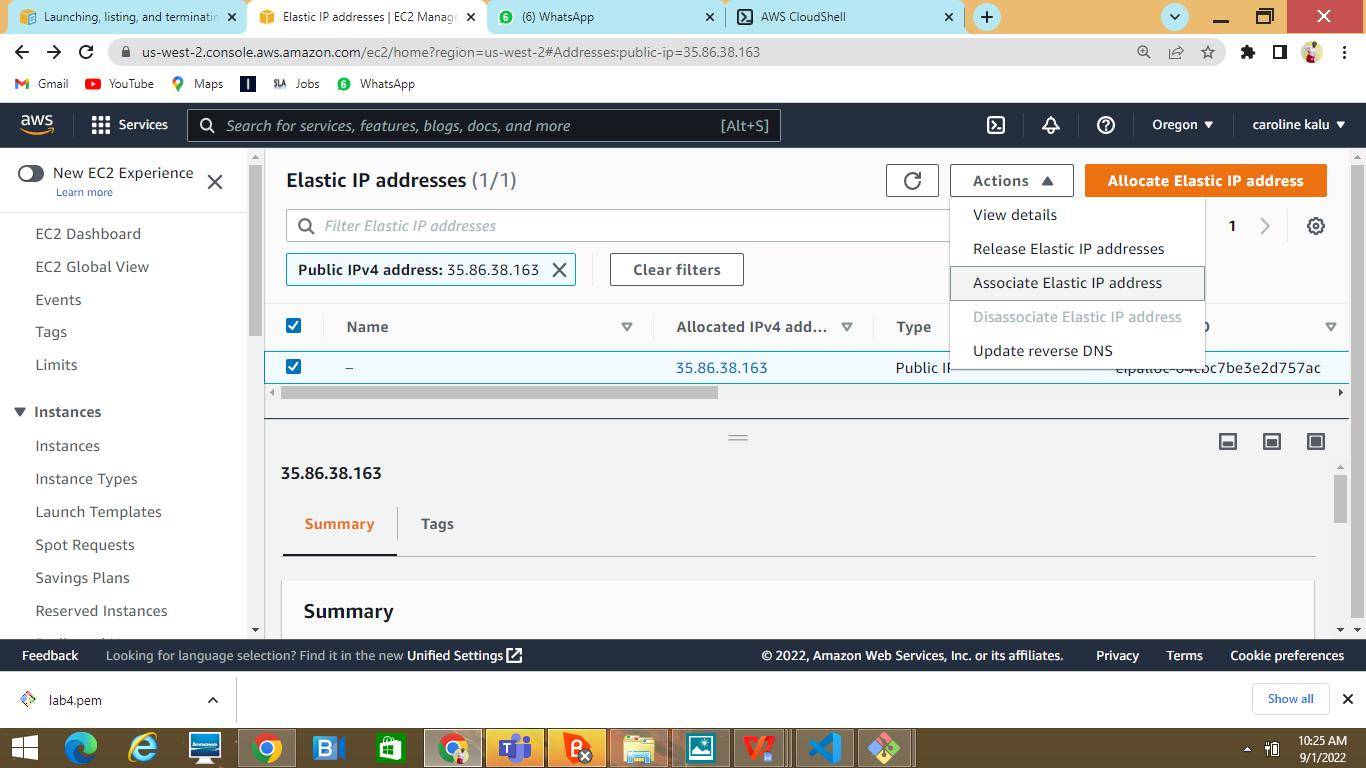 Launching, listing, and terminatin
Elastic IP addresses | EC2 Manage
(6) WhatsApp
AWS CloudShell
us-west-2.console.aws.amazon.com/ec2/home?region=us-west-2#Addresses:public-ip=35.86.38.163
Gmail
YouTube
Maps
SLA Jobs
WhatsApp
aws
Services
Search for services, features, blogs, docs, and more
[Alt+S]
Oregon
caroline kalu
New EC2 Experience
Learn more
EC2 Dashboard
EC2 Global View
Events
Tags
Limits
Instances
Instances
Instance Types
Launch Templates
Spot Requests
Savings Plans
Reserved Instances
Elastic IP addresses (1/1)
Actions
Allocate Elastic IP address
Filter Elastic IP addresses
1
View details
Release Elastic IP addresses
Associate Elastic IP address
Disassociate Elastic IP address
Update reverse DNS
Public IPv4 address: 35.86.38.163
Clear filters
Name
Allocated IPv4 add...
Type
–
35.86.38.163
Public IP
35.86.38.163
Summary
Tags
Summary
Feedback
Looking for language selection? Find it in the new Unified Settings
© 2022, Amazon Web Services, Inc. or its affiliates.
Privacy
Terms
Cookie preferences
lab4.pem
Show all
lenovo
10:25 AM
9/1/2022